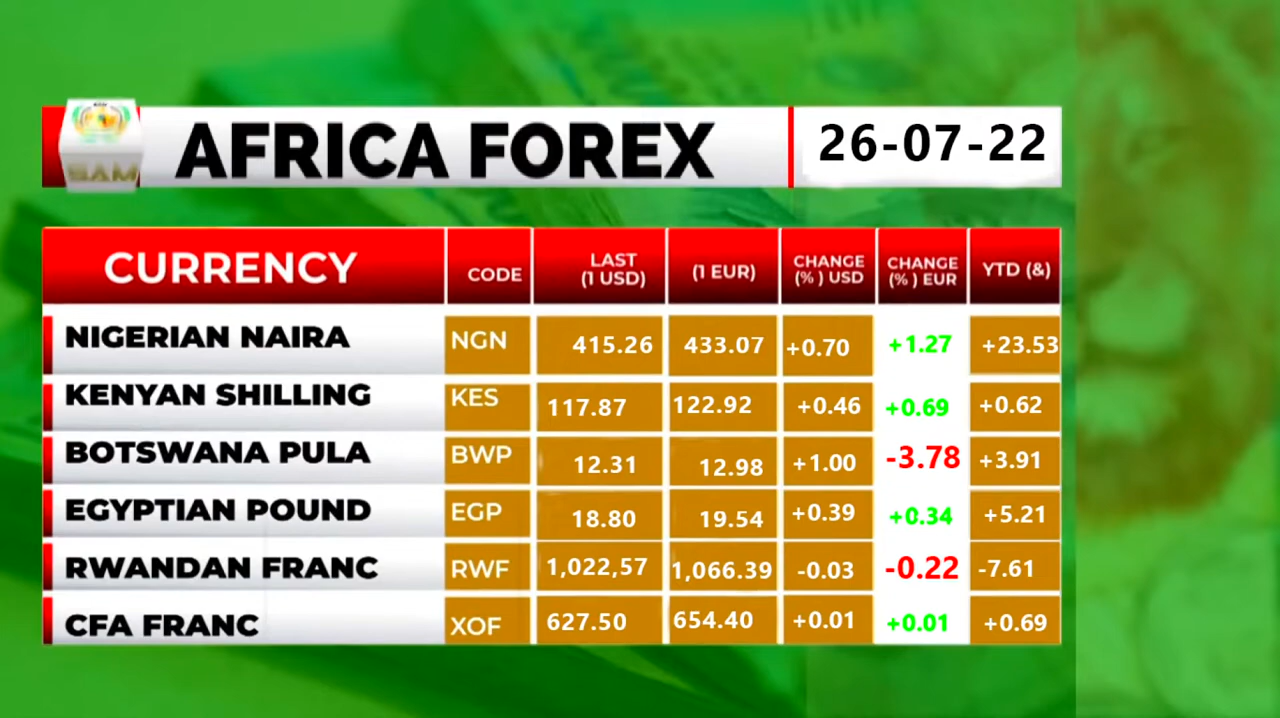 SAM
AFRICA FOREX
26-07-22
CURRENCY CODE LAST (1 USD) (1 EUR) CHANGE (%) USD CHANGE (%) EUR YTD (&)
NIGERIAN NAIRA NGN 415.26 433.07 +0.70 +1.27 +23.53
KENYAN SHILLING KES 117.87 122.92 +0.46 +0.69 +0.62
BOTSWANA PULA BWP 12.31 12.98 +1.00 -3.78 +3.91
EGYPTIAN POUND EGP 18.80 19.54 +0.39 +0.34 +5.21
RWANDAN FRANC RWF 1,022,57 1,066.39 -0.03 -0.22 -7.61
CFA FRANC XOF 627.50 654.40 +0.01 +0.01 +0.69